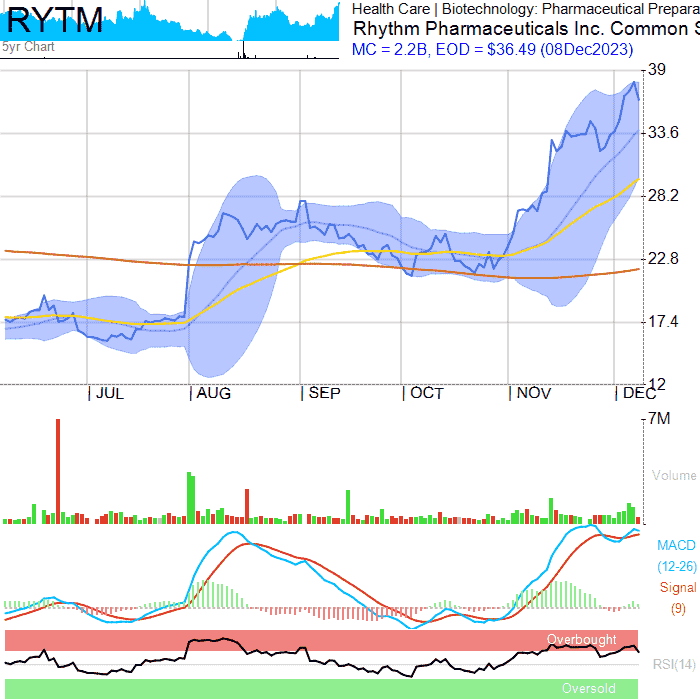 RYTM
5yr Chart
Health Care | Biotechnology: Pharmaceutical Prepara
Rhythm Pharmaceuticals Inc. Common S
MC = 2.2B, EOD = $36.49 (08Dec2023)
39
33.6
28.2
22.8
17.4
12
| JUL | AUG | SEP | OCT | NOV | DEC
7M
Volume
MACD
(12-26)
Signal
(9)
Overbought
RSI(14)
Oversold